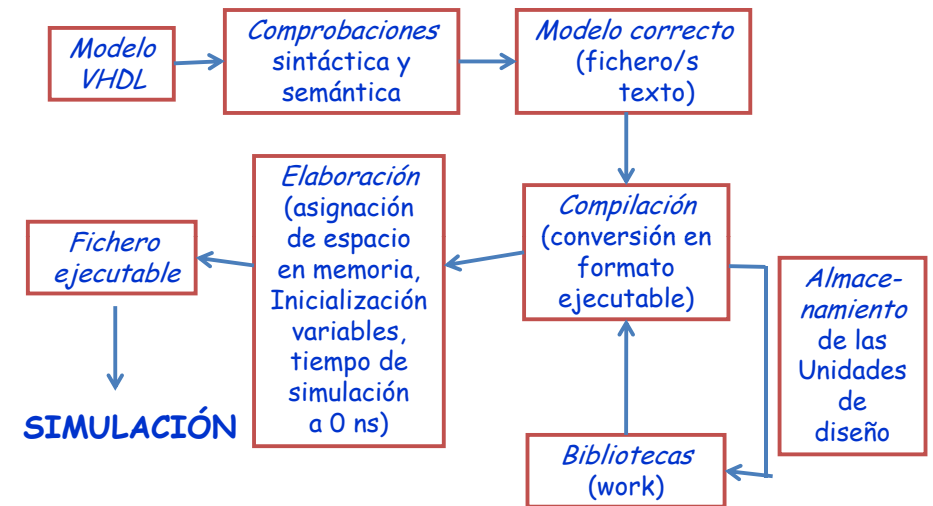 Modelo
VHDL
Comprobaciones
sintáctica y
semántica
Modelo correcto
(fichero/s
texto)
Compilación
(conversión en
formato
ejecutable)
Elaboración
(asignación
de espacio
en memoria,
Inicialización
variables,
tiempo de
simulación
a 0 ns)
Fichero
ejecutable
SIMULACIÓN
Almace-
namiento
de las
Unidades
de
diseño
Bibliotecas
(work)